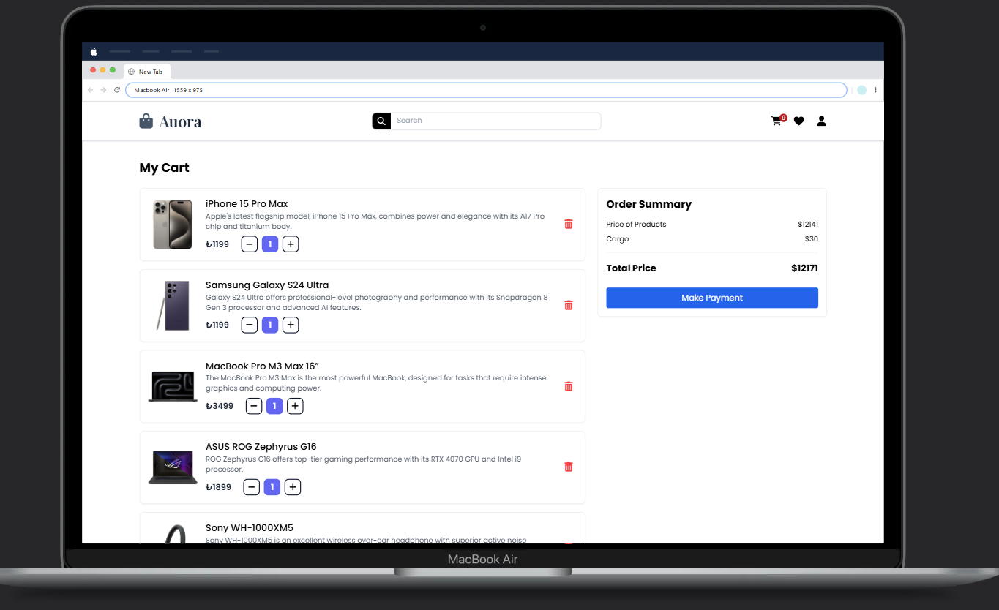 New Tab
Macbook Air 1559 x 975
Auora
Search
9
My Cart
iPhone 15 Pro Max
Apple's latest flagship model, iPhone 15 Pro Max, combines power and elegance with its A17 Pro
chip and titanium body.
₺1199 − 1 +
Samsung Galaxy S24 Ultra
Galaxy S24 Ultra offers professional-level photography and performance with its Snapdragon 8
Gen 3 processor and advanced AI features.
₺1199 − 1 +
MacBook Pro M3 Max 16”
The MacBook Pro M3 Max is the most powerful MacBook, designed for tasks that require intense
graphics and computing power.
₺3499 − 1 +
ASUS ROG Zephyrus G16
ROG Zephyrus G16 offers top-tier gaming performance with its RTX 4070 GPU and Intel i9
processor.
₺1899 − 1 +
Sony WH-1000XM5
Sony WH-1000XM5 is an excellent wireless over-ear headphone with superior active noise
Order Summary
Price of Products $12141
Cargo $30
Total Price $12171
Make Payment
MacBook Air